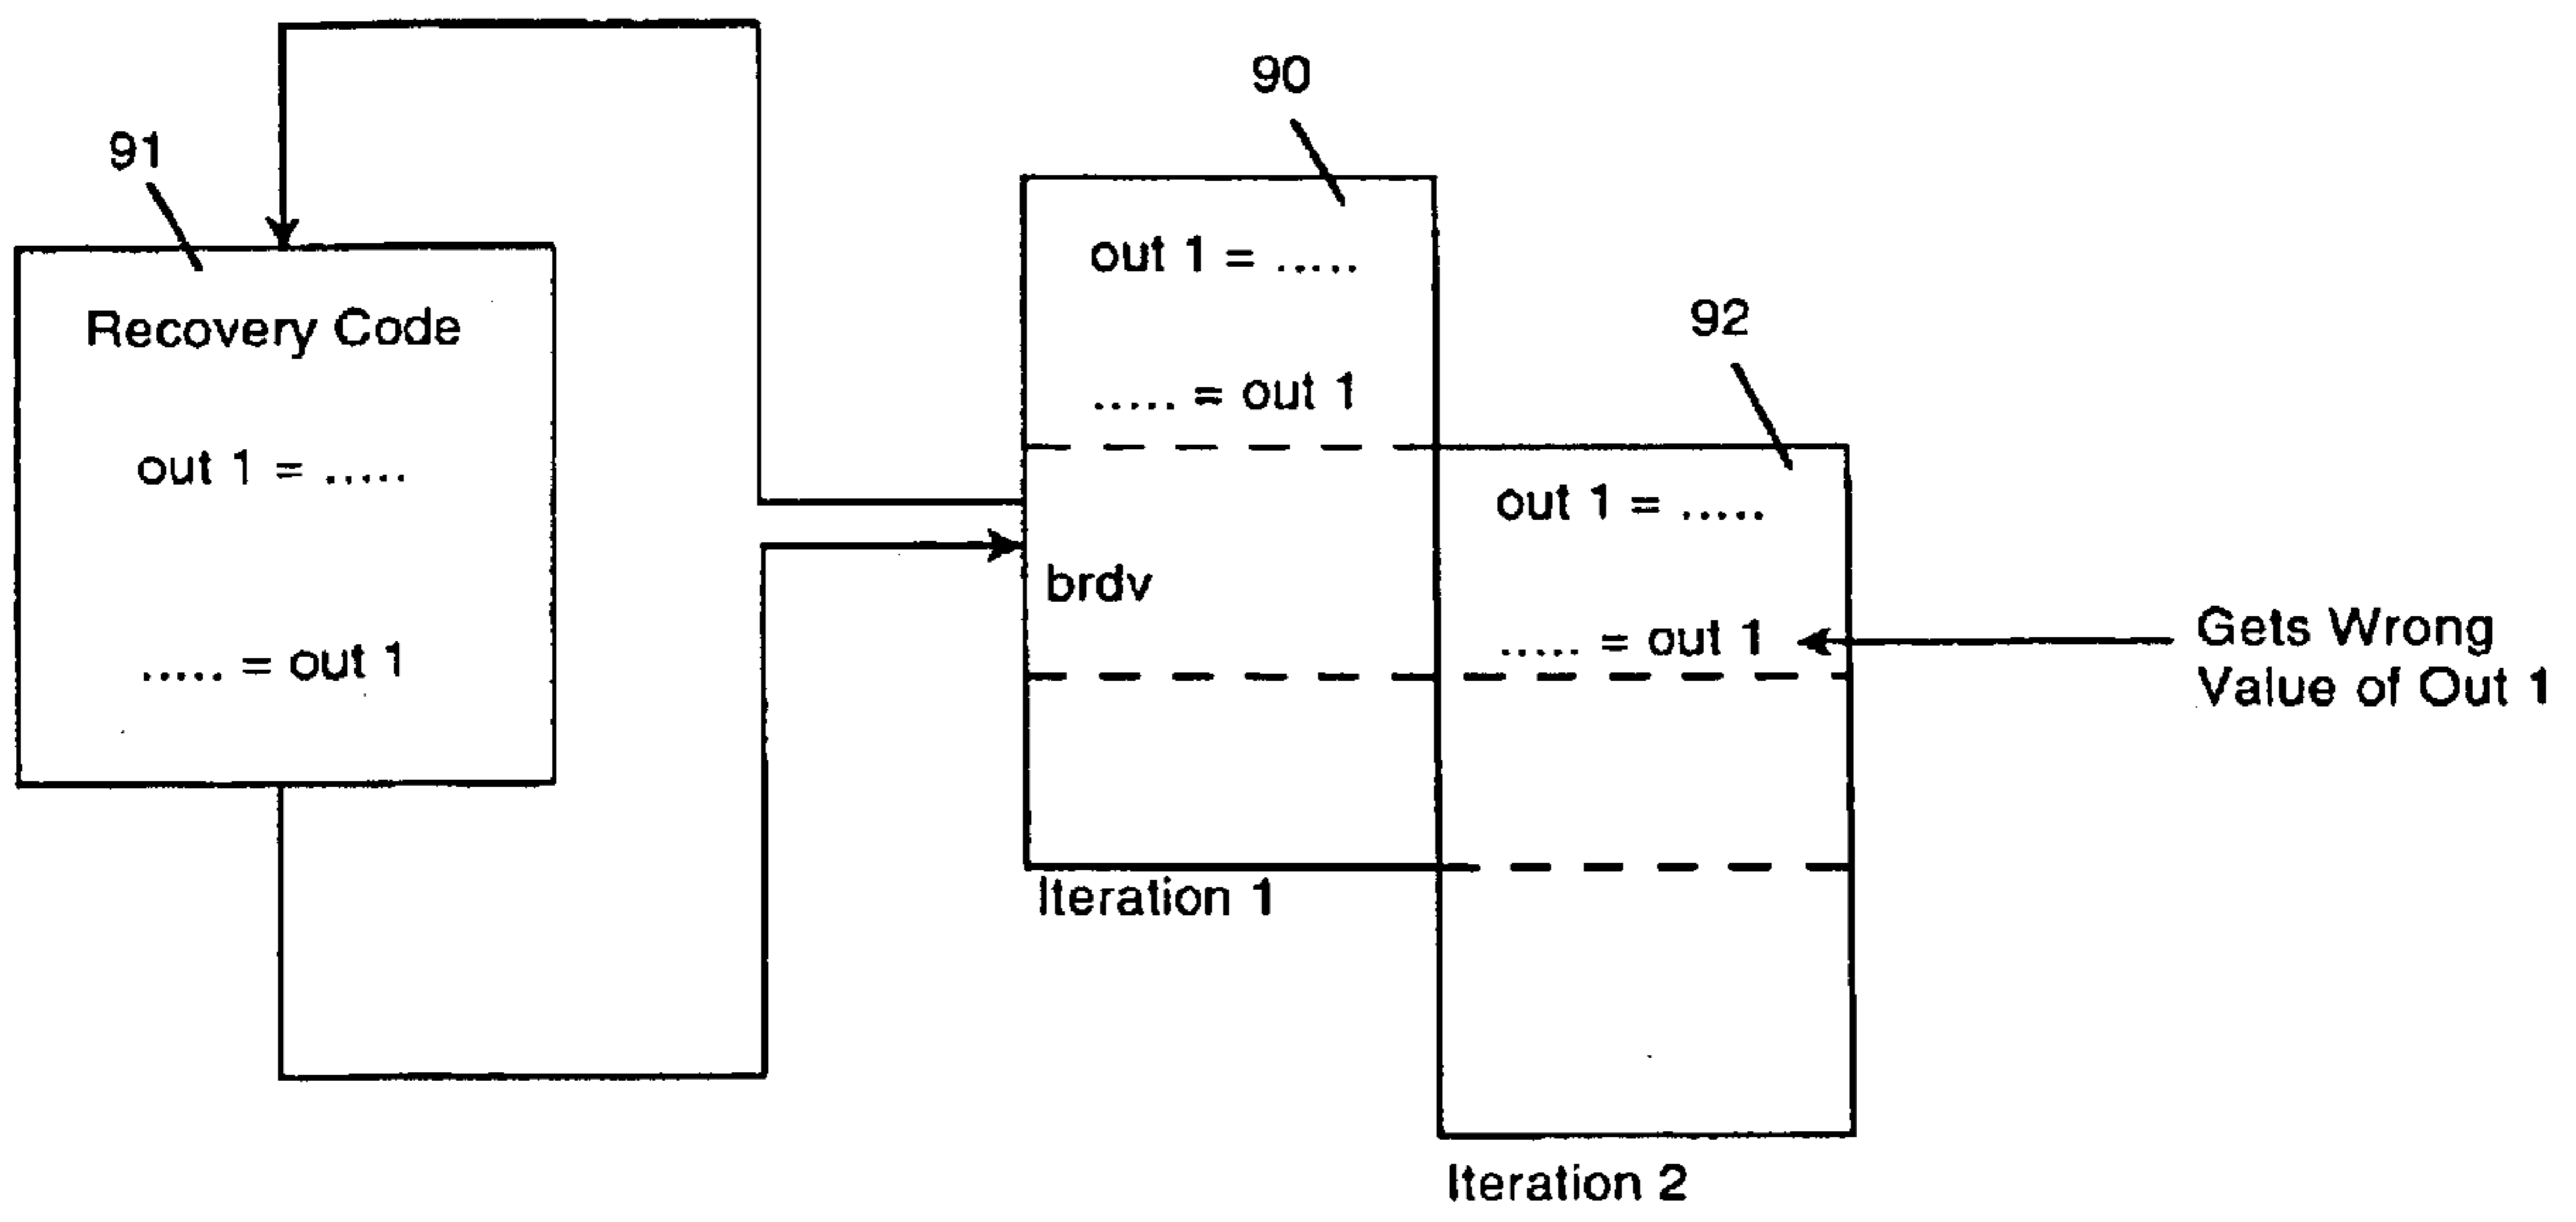 90
91
out 1 = .....
92
Recovery Code
..... = out 1
out 1 = .....
out 1 = .....
brdv
..... = out 1
Gets Wrong
Value of Out 1
..... = out 1
Iteration 1
Iteration 2